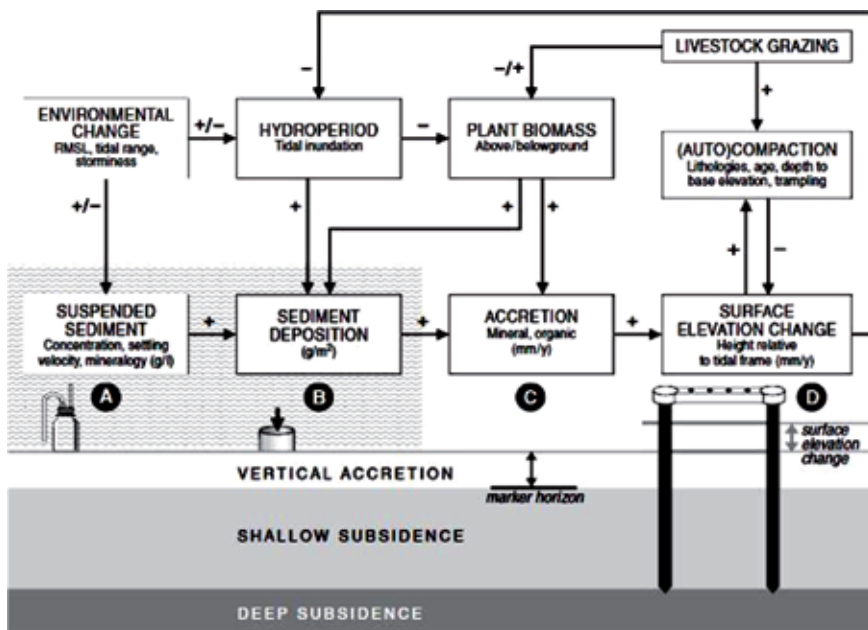 LIVESTOCK GRAZING
–
–/+
+
ENVIRONMENTAL
CHANGE
RMSL, tidal range,
storminess
+/–
HYDROPERIOD
Tidal inundation
–
PLANT BIOMASS
Above/belowground
(AUTO)COMPACTION
Lithologies, age, depth to
base elevation, trampling
+/–
+
+
+
+
–
SUSPENDED
SEDIMENT
Concentration, settling
velocity, mineralogy (g/l)
+
SEDIMENT
DEPOSITION
(g/m²)
+
ACCRETION
Mineral, organic
(mm/y)
+
SURFACE
ELEVATION CHANGE
Height relative
to tidal frame (mm/y)
A
B
C
D
surface
elevation
change
VERTICAL ACCRETION
marker horizon
SHALLOW SUBSIDENCE
DEEP SUBSIDENCE